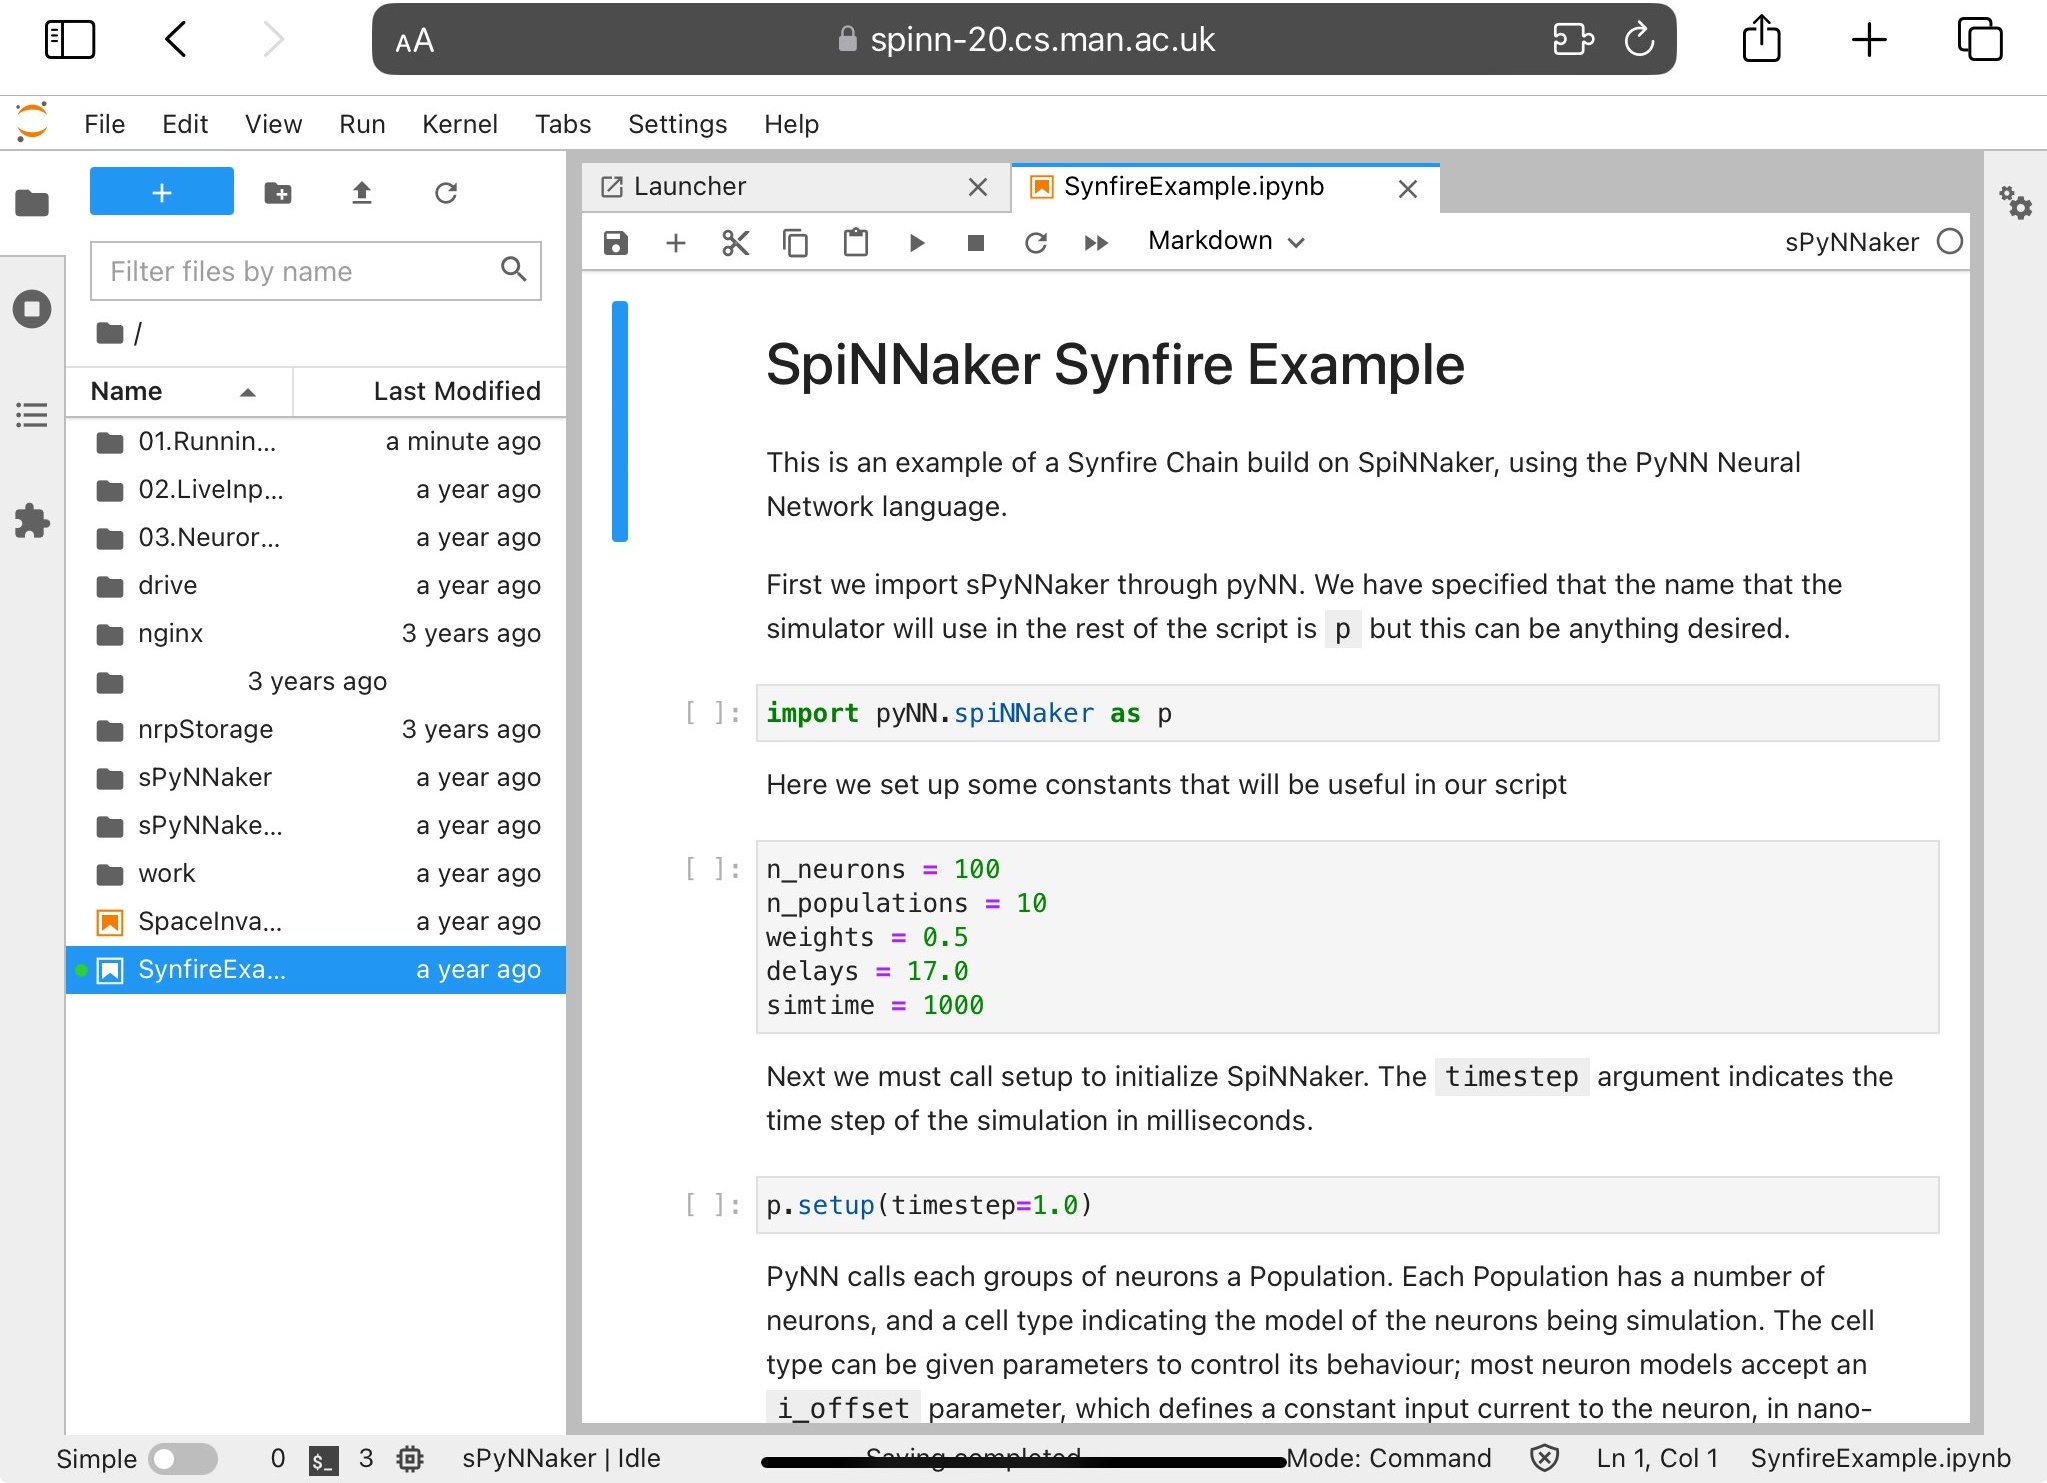 AA spinn-20.cs.man.ac.uk
File Edit View Run Kernel Tabs Settings Help
Launcher SynfireExample.ipynb
Markdown sPyNNaker
Filter files by name
/
Name Last Modified
01.Runnin... a minute ago
02.LiveInp... a year ago
03.Neuror... a year ago
drive a year ago
nginx 3 years ago
3 years ago
nrpStorage 3 years ago
sPyNNaker a year ago
sPyNNake... a year ago
work a year ago
SpaceInva... a year ago
SynfireExa... a year ago
SpiNNaker Synfire Example
This is an example of a Synfire Chain build on SpiNNaker, using the PyNN Neural
Network language.
First we import sPyNNaker through pyNN. We have specified that the name that the
simulator will use in the rest of the script is p but this can be anything desired.
[ ]: import pyNN.spiNNaker as p
Here we set up some constants that will be useful in our script
[ ]: n_neurons = 100
n_populations = 10
weights = 0.5
delays = 17.0
simtime = 1000
Next we must call setup to initialize SpiNNaker. The timestep argument indicates the
time step of the simulation in milliseconds.
[ ]: p.setup(timestep=1.0)
PyNN calls each groups of neurons a Population. Each Population has a number of
neurons, and a cell type indicating the model of the neurons being simulation. The cell
type can be given parameters to control its behaviour; most neuron models accept an
i_offset parameter, which defines a constant input current to the neuron, in nano-
Simple 0 $_ 3 sPyNNaker | Idle Saving completed Mode: Command Ln 1, Col 1 SynfireExample.ipynb